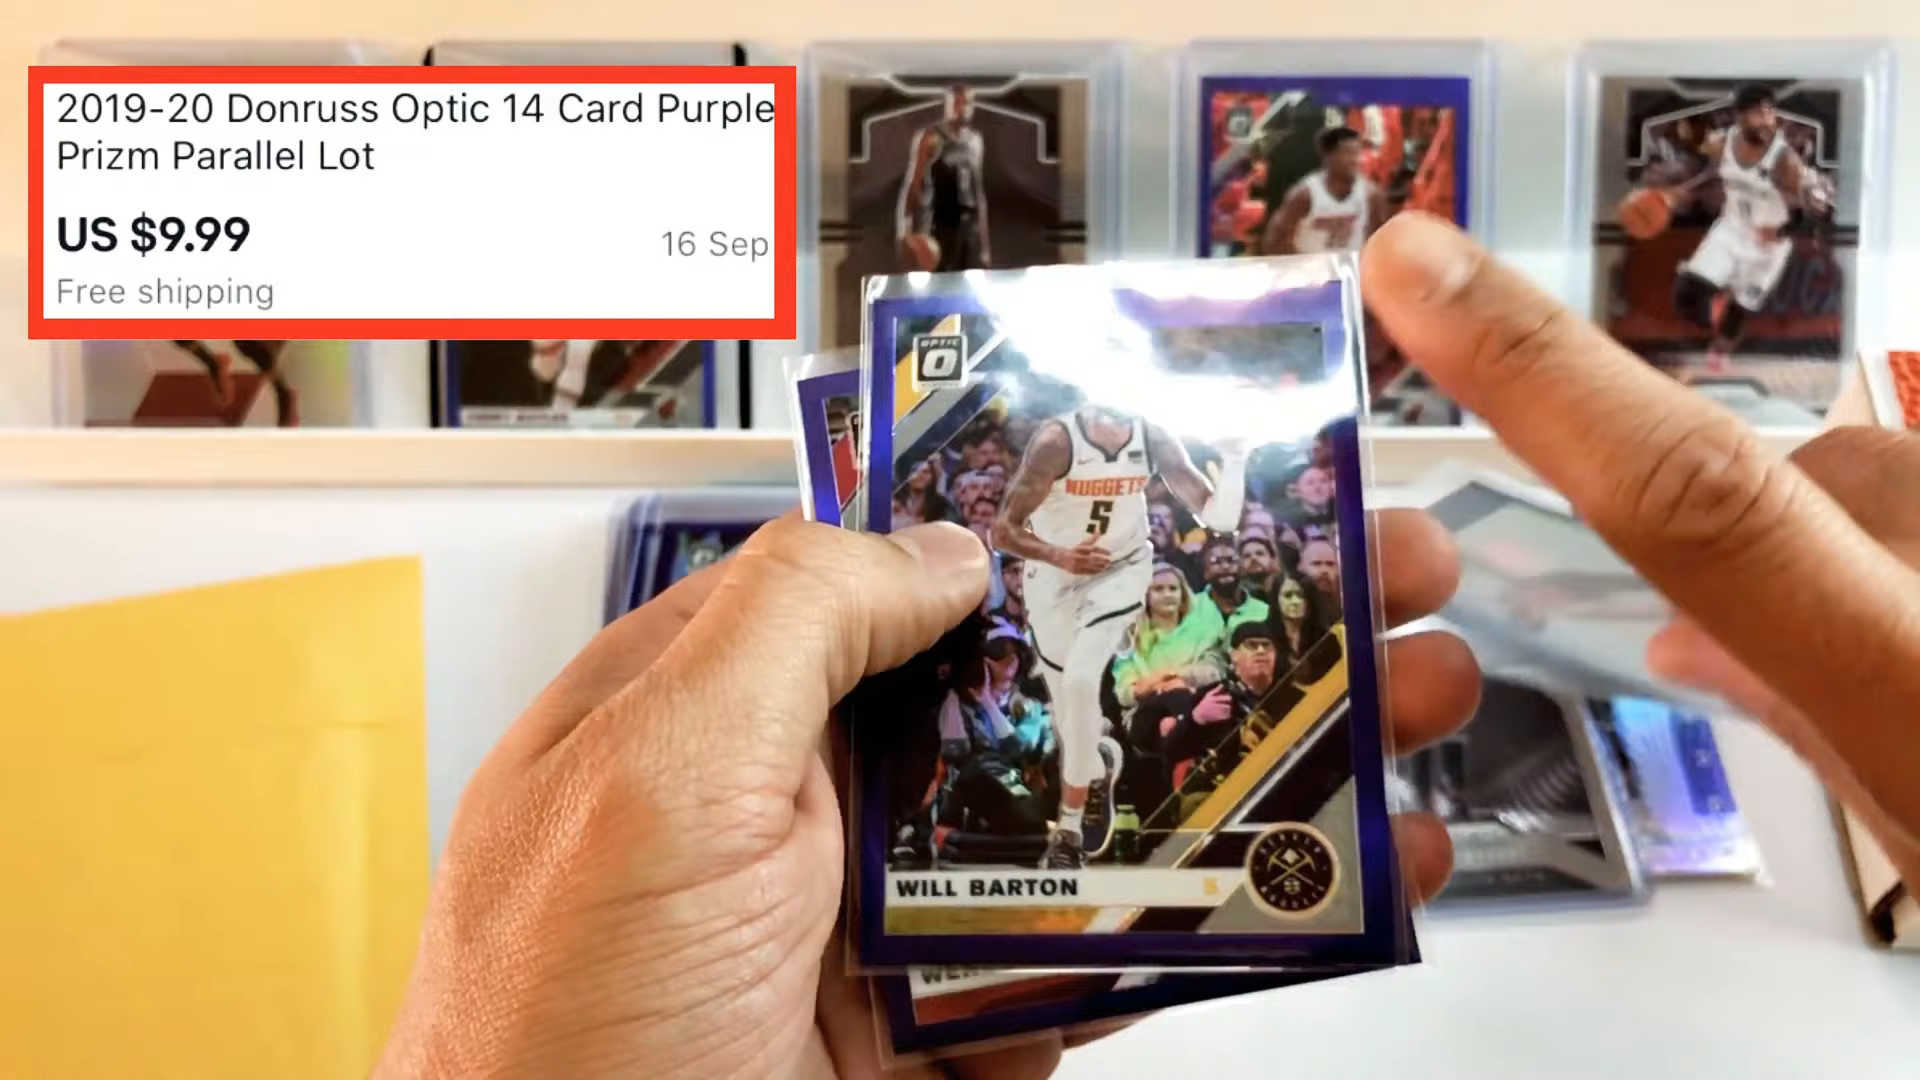 2019-20 Donruss Optic 14 Card Purple
Prizm Parallel Lot
US $9.99
16 Sep
Free shipping
OPTIC
NUGGETS
5
WILL BARTON